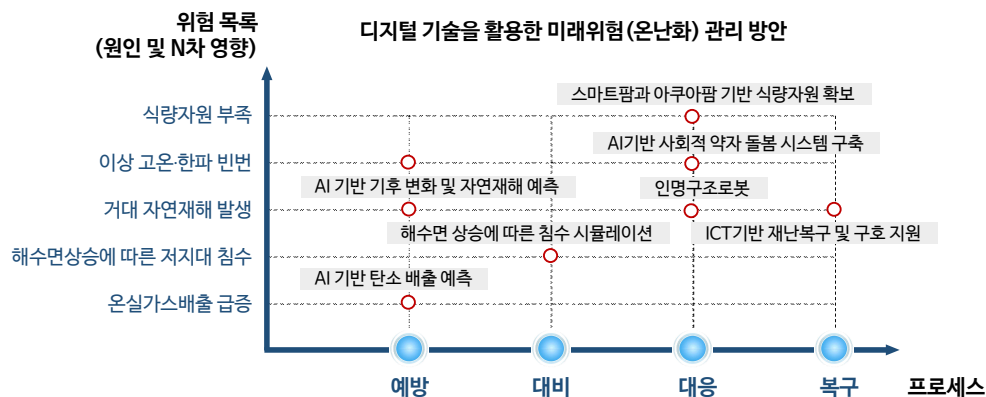 위험 목록
(원인 및 N차 영향)
디지털 기술을 활용한 미래위험(온난화) 관리 방안
스마트팜과 아쿠아팜 기반 식량자원 확보
식량자원 부족
AI기반 사회적 약자 돌봄 시스템 구축
이상 고온·한파 빈번
AI 기반 기후 변화 및 자연재해 예측
인명구조로봇
거대 자연재해 발생
해수면 상승에 따른 침수 시뮬레이션
ICT기반 재난복구 및 구호 지원
해수면상승에 따른 저지대 침수
AI 기반 탄소 배출 예측
온실가스배출 급증
예방
대비
대응
복구
프로세스